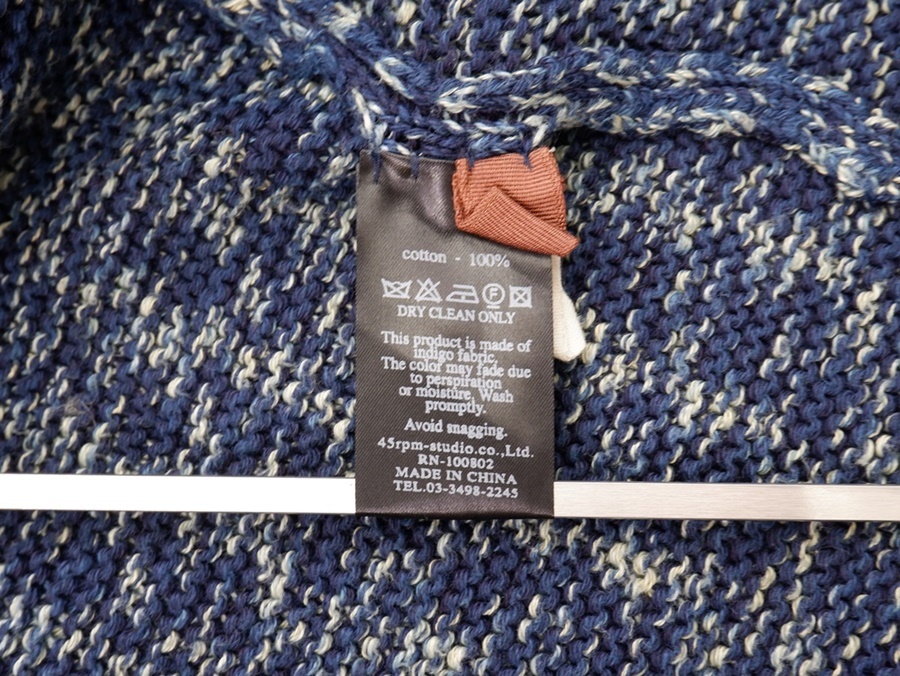 cotton - 100%
F
DRY CLEAN ONLY
This product is made of
indigo fabric.
The color may fade due
to perspiration
or moisture. Wash
promptly.
Avoid snagging.
45rpm-studio.co.,Ltd.
RN-100802
MADE IN CHINA
TEL.03-3498-2245